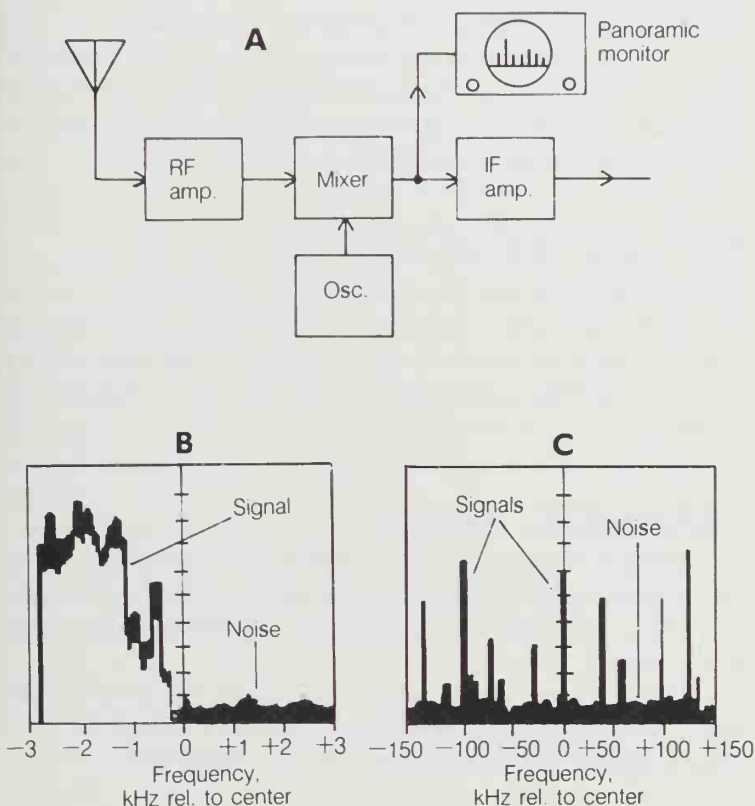 A
Panoramic
monitor
RF
amp.
Mixer
IF
amp.
Osc.
B
Signal
Noise
−3 −2 −1 0 +1 +2 +3
Frequency,
kHz rel. to center
C
Signals
Noise
−150 −100 −50 0 +50 +100 +150
Frequency,
kHz rel. to center